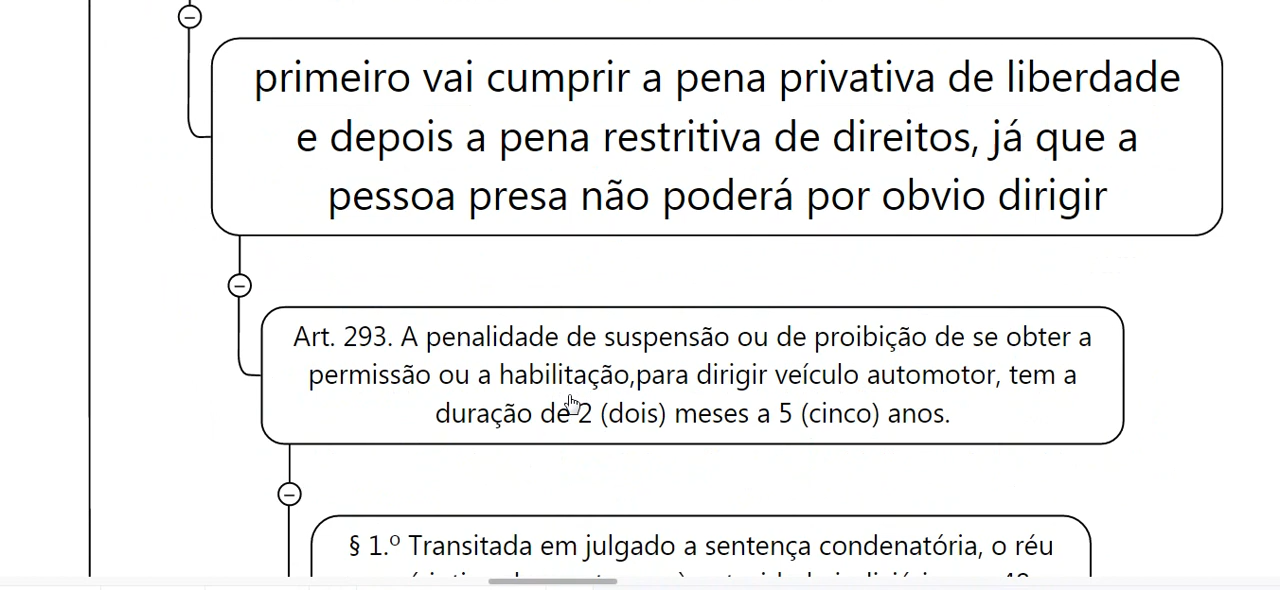 primeiro vai cumprir a pena privativa de liberdade
e depois a pena restritiva de direitos, já que a
pessoa presa não poderá por obvio dirigir
Art. 293. A penalidade de suspensão ou de proibição de se obter a
permissão ou a habilitação,para dirigir veículo automotor, tem a
duração de 2 (dois) meses a 5 (cinco) anos.
§ 1.º Transitada em julgado a sentença condenatória, o réu